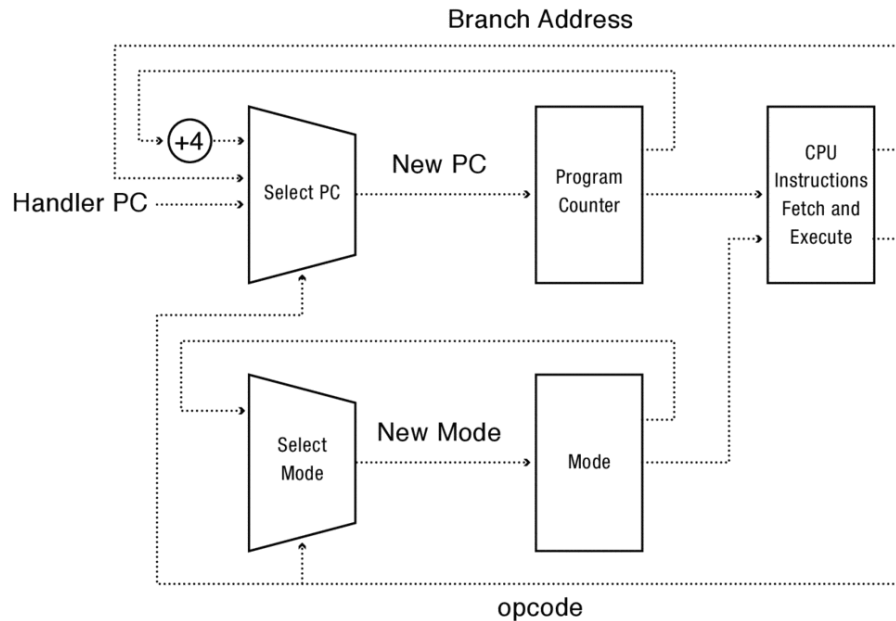 Branch Address
+4
Handler PC
Select PC
New PC
Program
Counter
CPU
Instructions
Fetch and
Execute
Select
Mode
New Mode
Mode
opcode